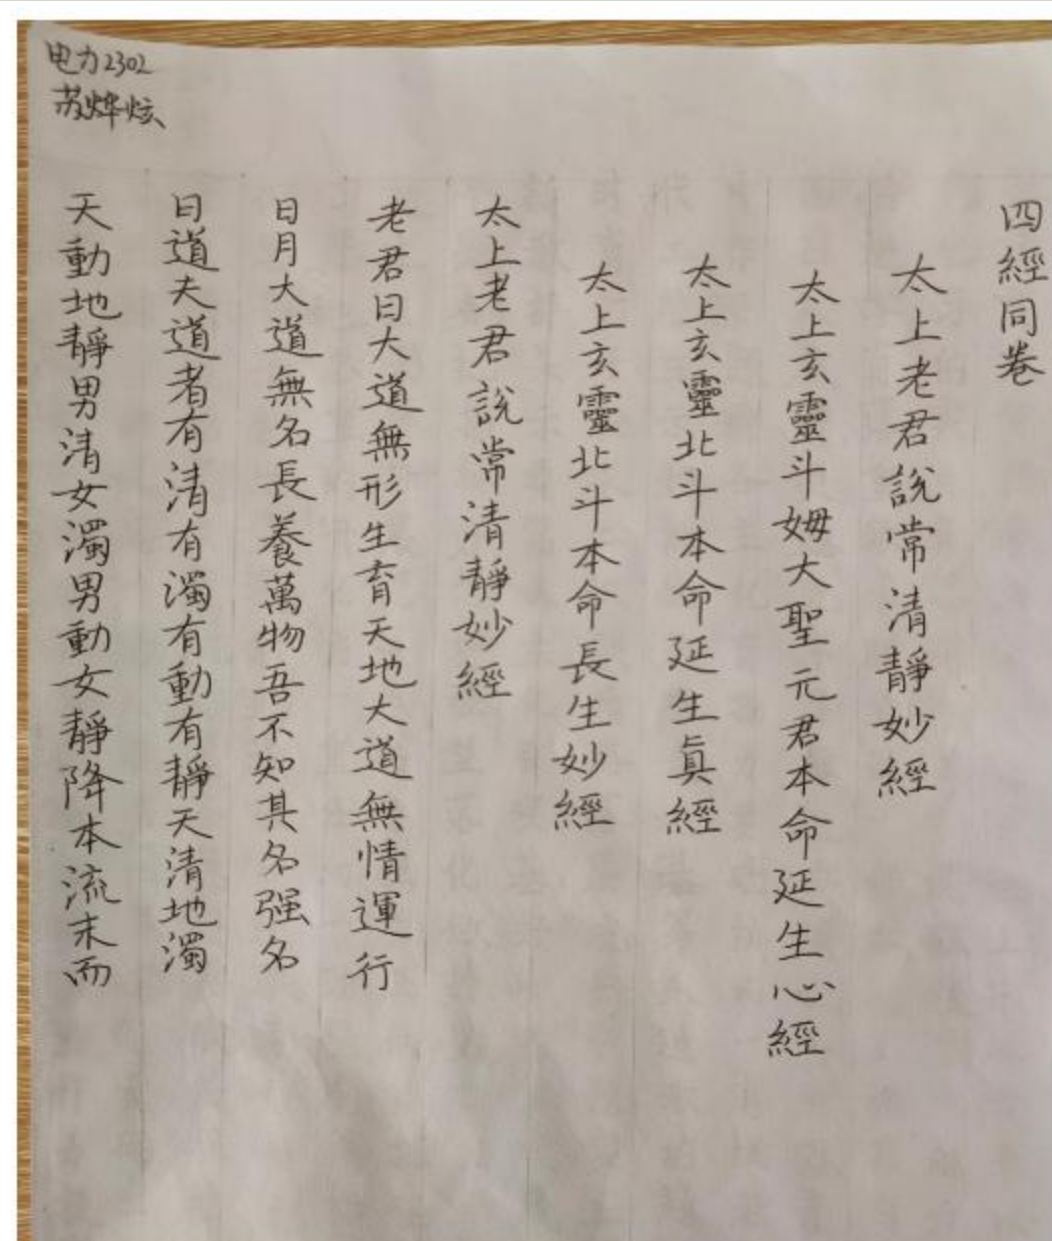 电力2302
苏烨炫
四經同卷
太上老君說常清靜妙經
太上玄靈斗姆大聖元君本命延生心經
太上玄靈北斗本命延生真經
太上玄靈北斗本命長生妙經
太上老君說常清靜妙經
老君曰大道無形生育天地大道無情運行
日月大道無名長養萬物吾不知其名强名
曰道夫道者有清有濁有動有靜天清地濁
天動地靜男清女濁男動女靜降本流末而